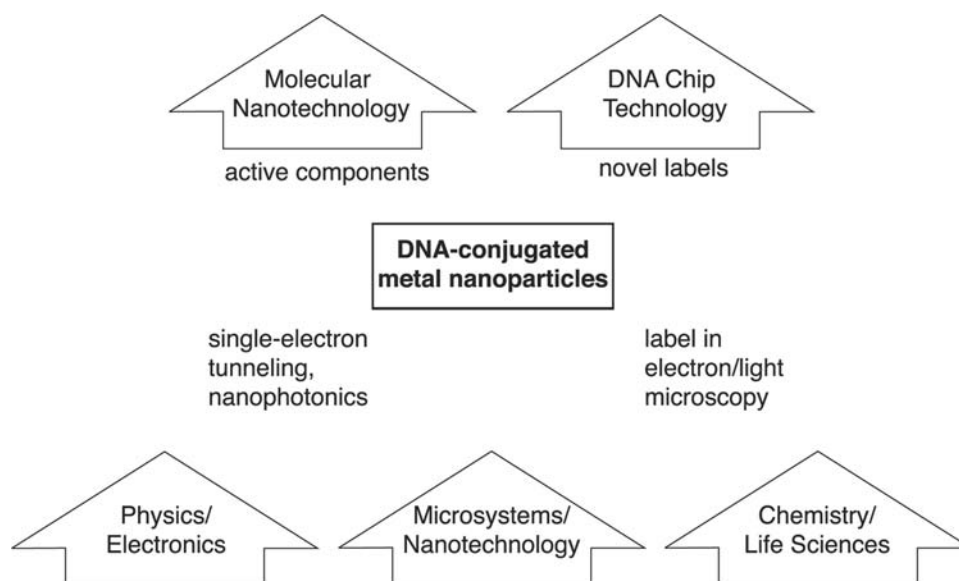 Molecular
Nanotechnology
DNA Chip
Technology
active components
novel labels
DNA-conjugated
metal nanoparticles
single-electron
tunneling,
nanophotonics
label in
electron/light
microscopy
Physics/
Electronics
Microsystems/
Nanotechnology
Chemistry/
Life Sciences